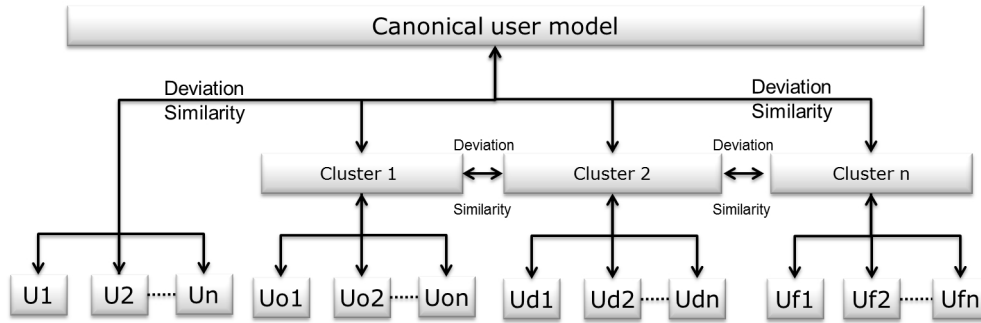 Canonical user model
Deviation
Similarity
Deviation
Similarity
Deviation
Deviation
Cluster 1
Cluster 2
Cluster n
Similarity
Similarity
U1
U2
Un
Uo1
Uo2
Uon
Ud1
Ud2
Udn
Uf1
Uf2
Ufn